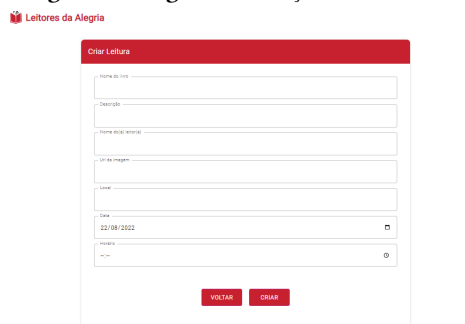 Leitores da Alegria
Criar Leitura
Nome do livro
Descrição
Nome do(a) leitor(a)
Url da imagem
Local
Data
22/08/2022
Horário
--:--
VOLTAR CRIAR